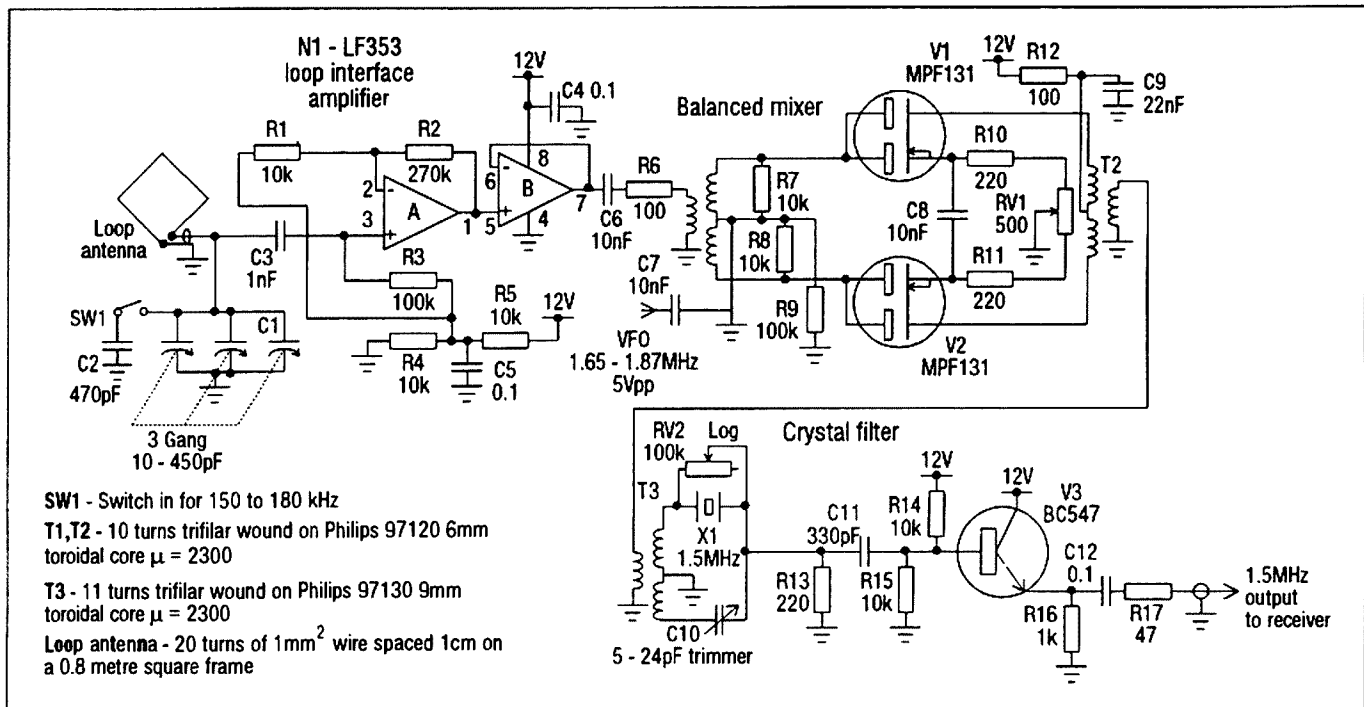 N1 - LF353
loop interface
amplifier
12V
C4 0.1
R1
10k
R2
270k
2
3
A
1
6
5
B
8
4
7
Loop
antenna
C3
1nF
R3
100k
R4
10k
R5
10k
12V
C5
0.1
SW1
C2
470pF
C1
3 Gang
10 - 450pF
C6
10nF
R6
100
Balanced mixer
C7
10nF
VFO
1.65 - 1.87MHz
5Vpp
R7
10k
R8
10k
R9
100k
V1
MPF131
V2
MPF131
12V
R12
100
C9
22nF
R10
220
C8
10nF
R11
220
RV1
500
T2
SW1 - Switch in for 150 to 180 kHz
T1,T2 - 10 turns trifilar wound on Philips 97120 6mm
toroidal core μ = 2300
T3 - 11 turns trifilar wound on Philips 97130 9mm
toroidal core μ = 2300
Loop antenna - 20 turns of 1mm² wire spaced 1cm on
a 0.8 metre square frame
Crystal filter
RV2
100k
Log
T3
X1
1.5MHz
C10
5 - 24pF trimmer
C11
330pF
R13
220
R14
10k
R15
10k
12V
12V
V3
BC547
C12
0.1
R16
1k
R17
47
1.5MHz
output
to receiver